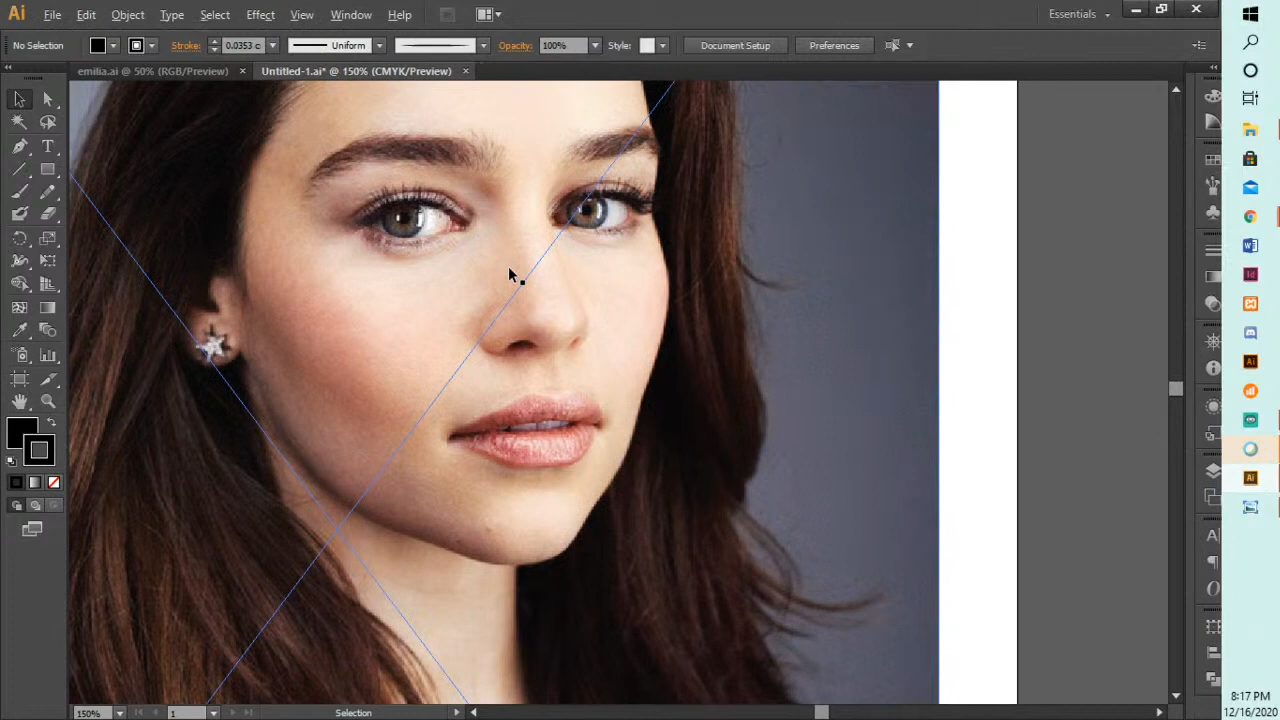 Ai File Edit Object Type Select Effect View Window Help Essentials
No Selection Stroke: 0.0353 c Uniform Opacity: 100% Style: Document Setup Preferences
emilia.ai @ 50% (RGB/Preview) × Untitled-1.ai* @ 150% (CMYK/Preview) ×
150% 1 Selection
8:17 PM
12/16/2020